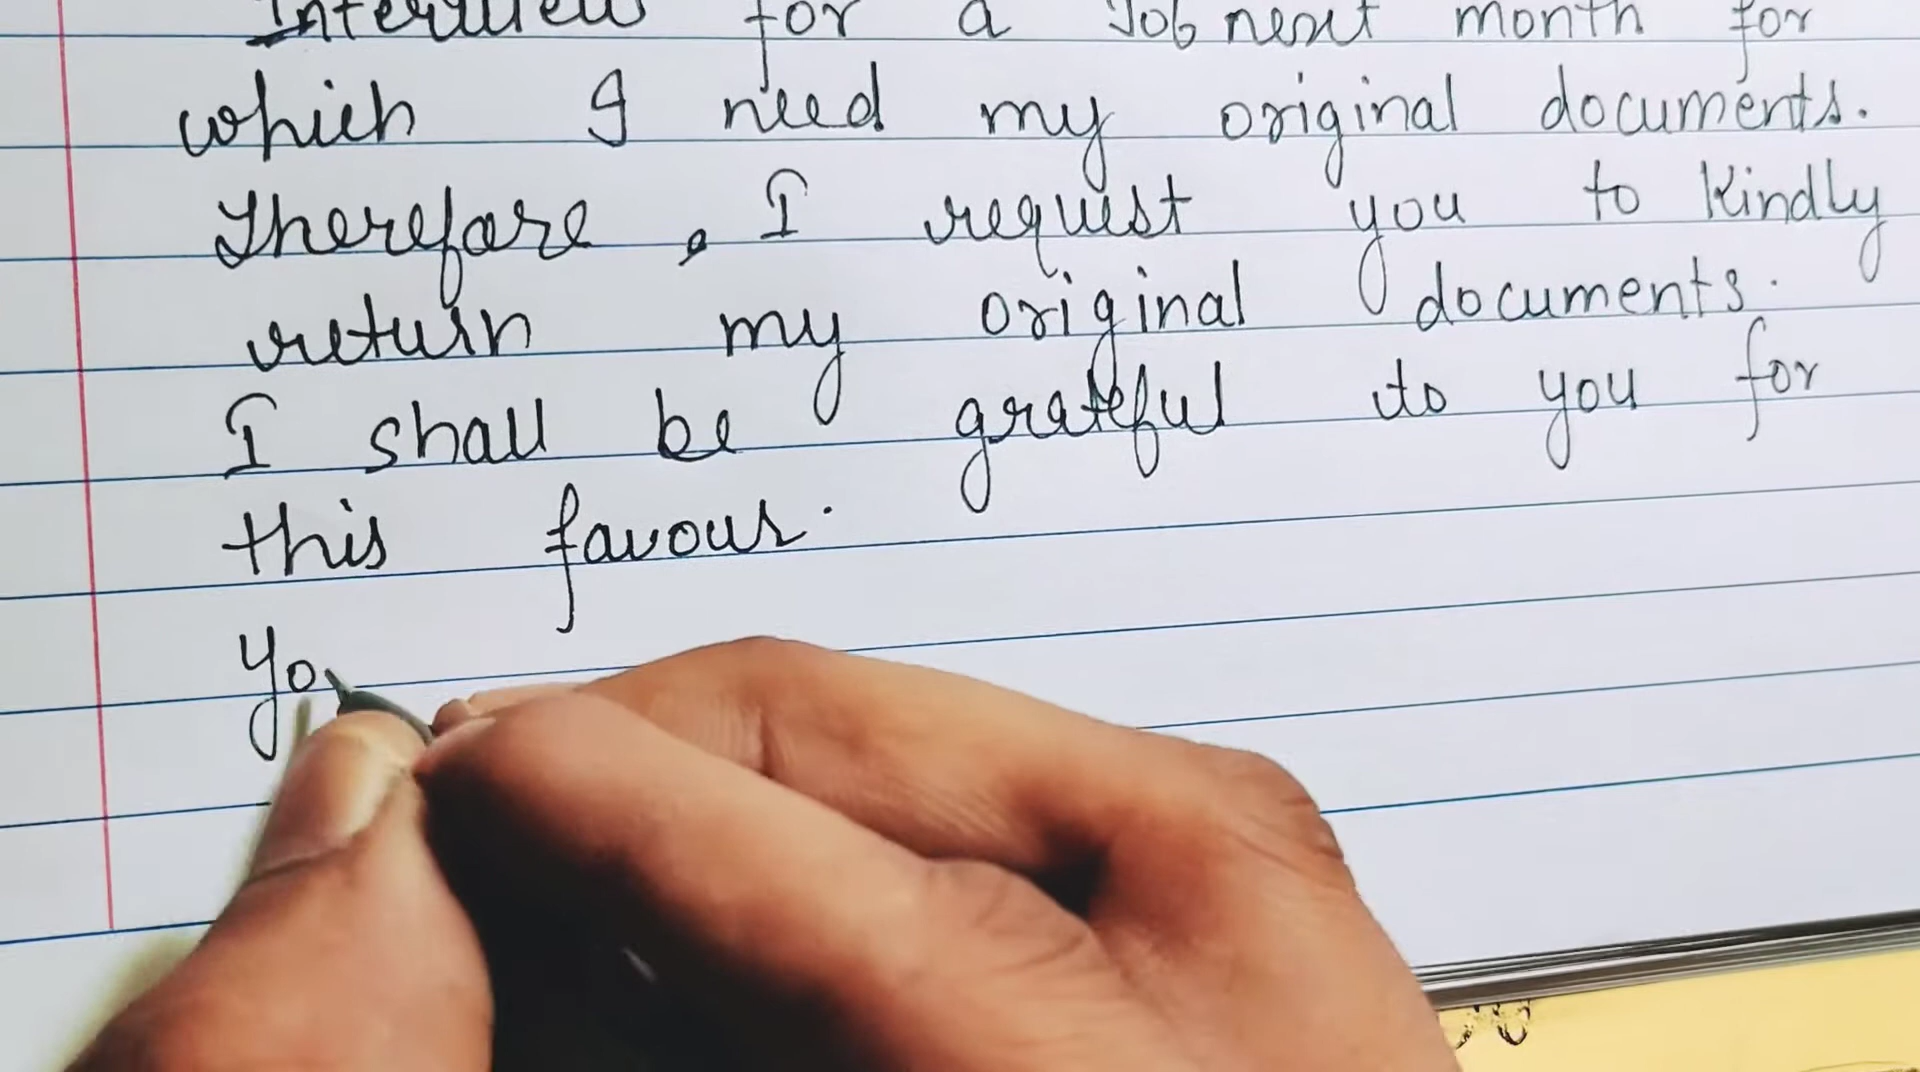 Interview for a Job next month for
which I need my original documents.
Therefore, I request you to kindly
return my original documents.
I shall be grateful to you for
this favour.
Yo